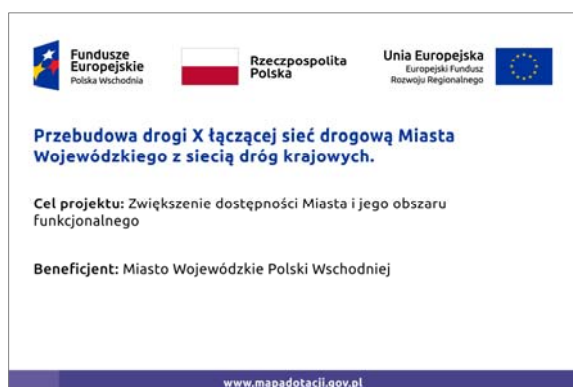 Fundusze
Europejskie
Polska Wschodnia
Rzeczpospolita
Polska
Unia Europejska
Europejski Fundusz
Rozwoju Regionalnego
Przebudowa drogi X łączącej sieć drogową Miasta
Wojewódzkiego z siecią dróg krajowych.
Cel projektu: Zwiększenie dostępności Miasta i jego obszaru
funkcjonalnego
Beneficjent: Miasto Wojewódzkie Polski Wschodniej
www.mapadotacji.gov.pl